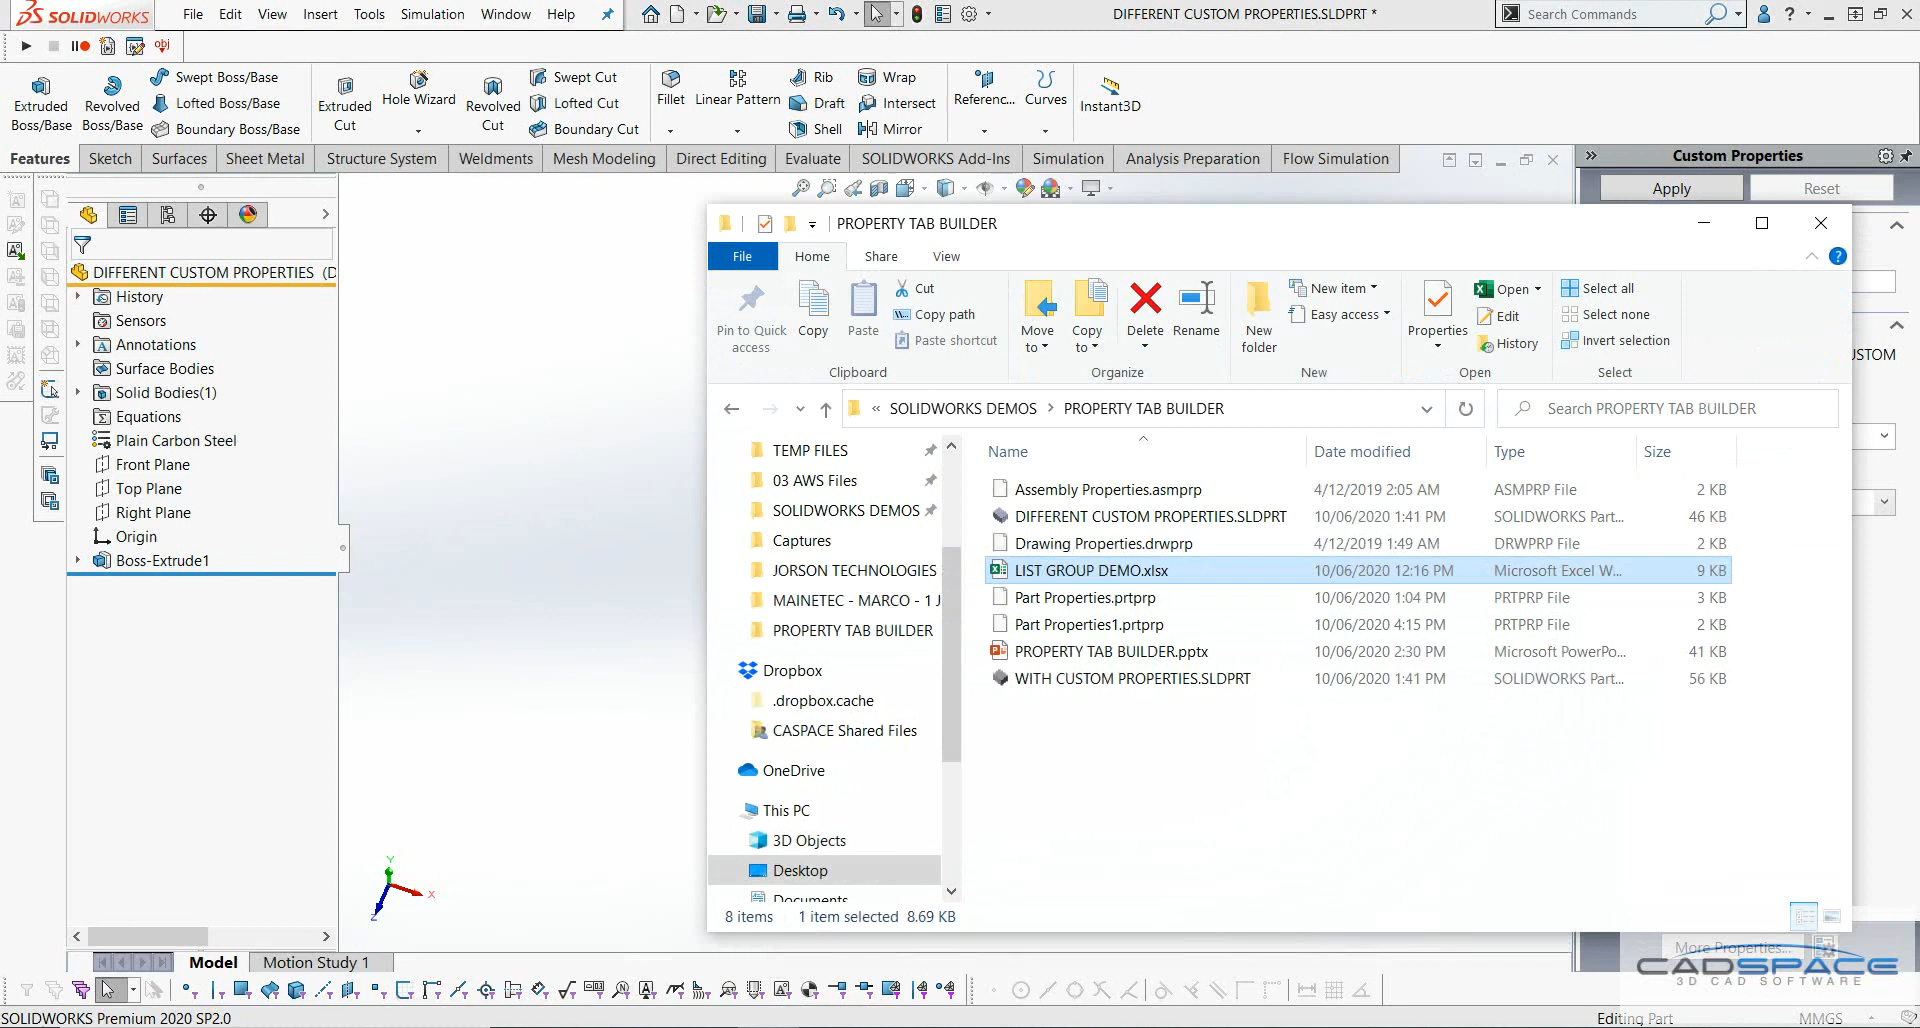 SOLIDWORKS
File Edit View Insert Tools Simulation Window Help
DIFFERENT CUSTOM PROPERTIES.SLDPRT *
Search Commands
Extruded Boss/Base
Revolved Boss/Base
Swept Boss/Base
Lofted Boss/Base
Boundary Boss/Base
Extruded Cut
Hole Wizard
Revolved Cut
Swept Cut
Lofted Cut
Boundary Cut
Fillet
Linear Pattern
Rib
Draft
Shell
Wrap
Intersect
Mirror
Referenc...
Curves
Instant3D
Features Sketch Surfaces Sheet Metal Structure System Weldments Mesh Modeling Direct Editing Evaluate SOLIDWORKS Add-Ins Simulation Analysis Preparation Flow Simulation
Custom Properties
Apply Reset
USTOM
DIFFERENT CUSTOM PROPERTIES (D
History
Sensors
Annotations
Surface Bodies
Solid Bodies(1)
Equations
Plain Carbon Steel
Front Plane
Top Plane
Right Plane
Origin
Boss-Extrude1
PROPERTY TAB BUILDER
File Home Share View
Pin to Quick access
Copy
Paste
Cut
Copy path
Paste shortcut
Clipboard
Move to
Copy to
Delete
Rename
Organize
New folder
New item
Easy access
New
Properties
Open
Edit
History
Open
Select all
Select none
Invert selection
Select
« SOLIDWORKS DEMOS > PROPERTY TAB BUILDER
Search PROPERTY TAB BUILDER
TEMP FILES
03 AWS Files
SOLIDWORKS DEMOS
Captures
JORSON TECHNOLOGIES
MAINETEC - MARCO - 1 J
PROPERTY TAB BUILDER
Dropbox
.dropbox.cache
CASPACE Shared Files
OneDrive
This PC
3D Objects
Desktop
Documents
Name Date modified Type Size
Assembly Properties.asmprp 4/12/2019 2:05 AM ASMPRP File 2 KB
DIFFERENT CUSTOM PROPERTIES.SLDPRT 10/06/2020 1:41 PM SOLIDWORKS Part... 46 KB
Drawing Properties.drwprp 4/12/2019 1:49 AM DRWPRP File 2 KB
LIST GROUP DEMO.xlsx 10/06/2020 12:16 PM Microsoft Excel W... 9 KB
Part Properties.prtprp 10/06/2020 1:04 PM PRTPRP File 3 KB
Part Properties1.prtprp 10/06/2020 4:15 PM PRTPRP File 2 KB
PROPERTY TAB BUILDER.pptx 10/06/2020 2:30 PM Microsoft PowerPo... 41 KB
WITH CUSTOM PROPERTIES.SLDPRT 10/06/2020 1:41 PM SOLIDWORKS Part... 56 KB
8 items 1 item selected 8.69 KB
Y
X
Z
More Properties...
CADSPACE
3D CAD SOFTWARE
Model Motion Study 1
SOLIDWORKS Premium 2020 SP2.0
Editing Part
MMGS